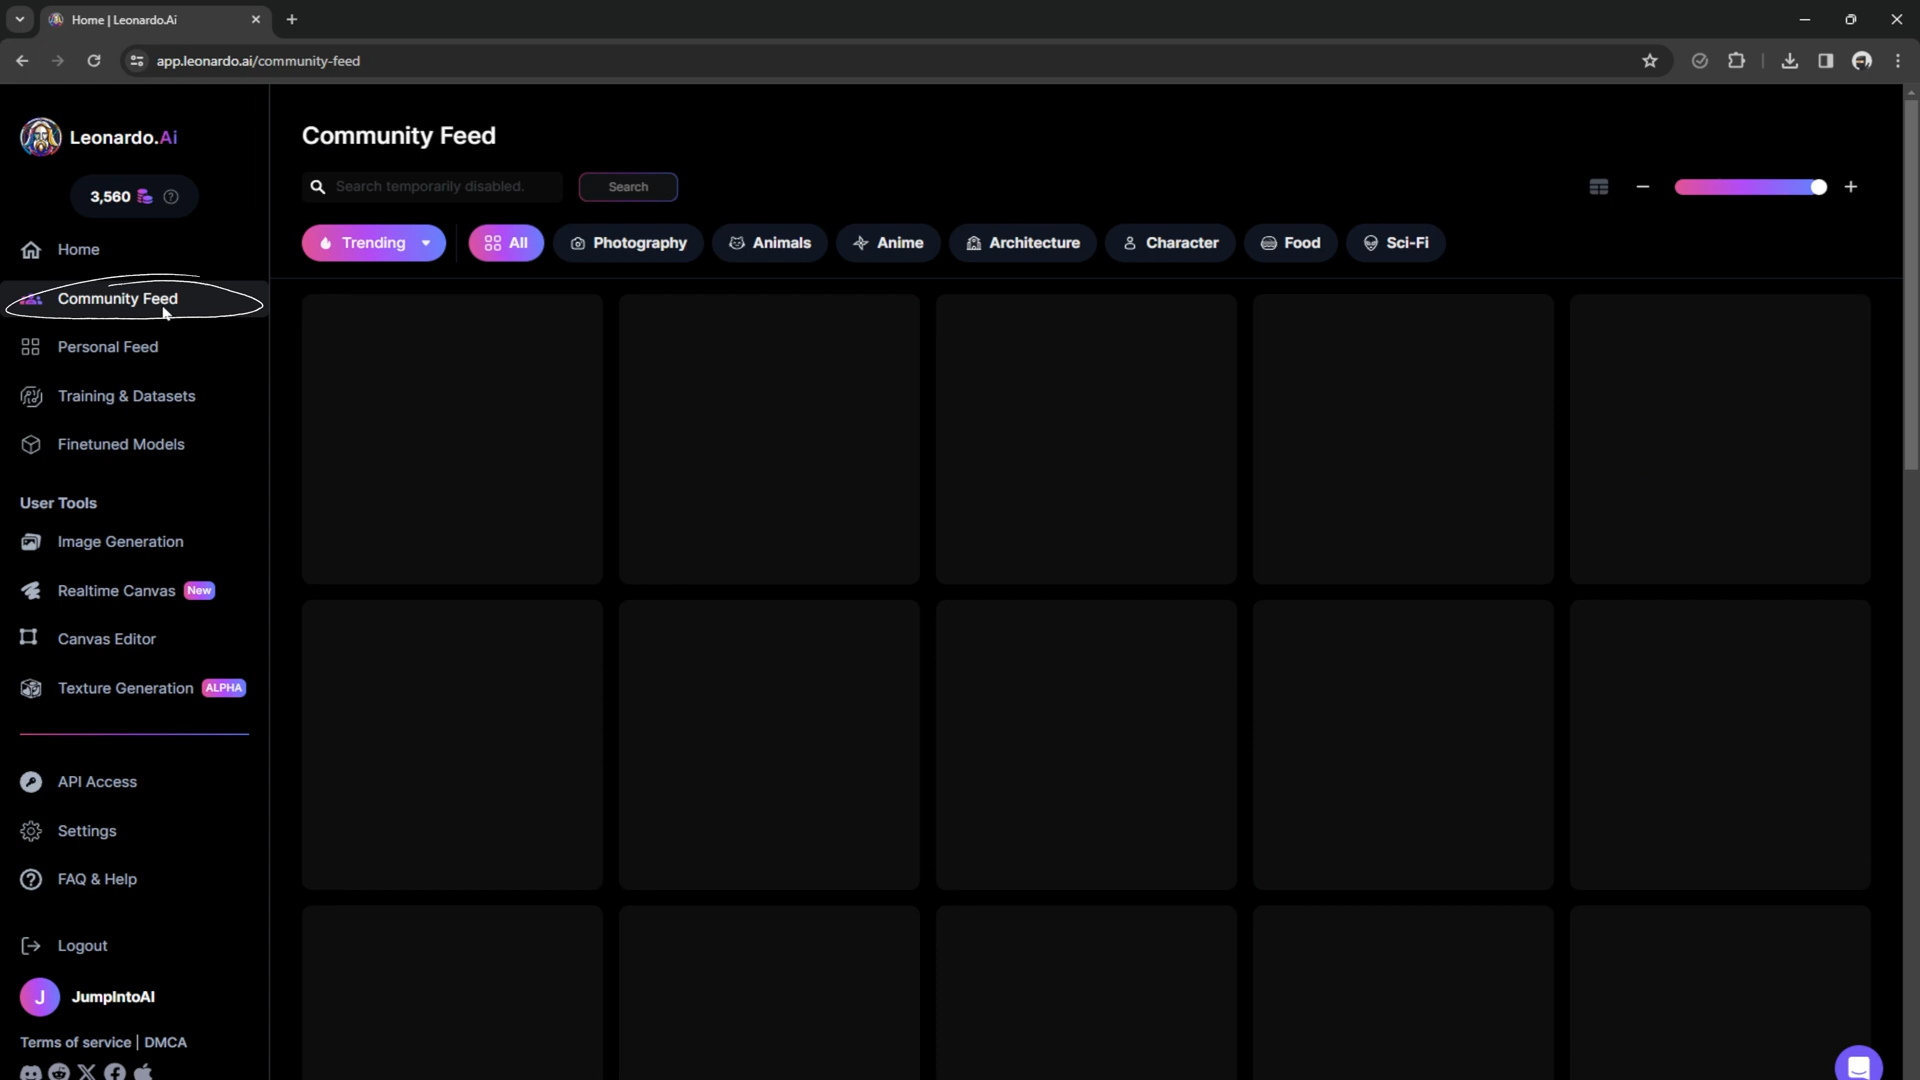 Home | Leonardo.Ai
app.leonardo.ai/community-feed
Leonardo.Ai
3,560
Home
Community Feed
Personal Feed
Training & Datasets
Finetuned Models
User Tools
Image Generation
Realtime Canvas New
Canvas Editor
Texture Generation ALPHA
API Access
Settings
FAQ & Help
Logout
J JumpIntoAI
Terms of service | DMCA
Community Feed
Search temporarily disabled. Search
Trending All Photography Animals Anime Architecture Character Food Sci-Fi